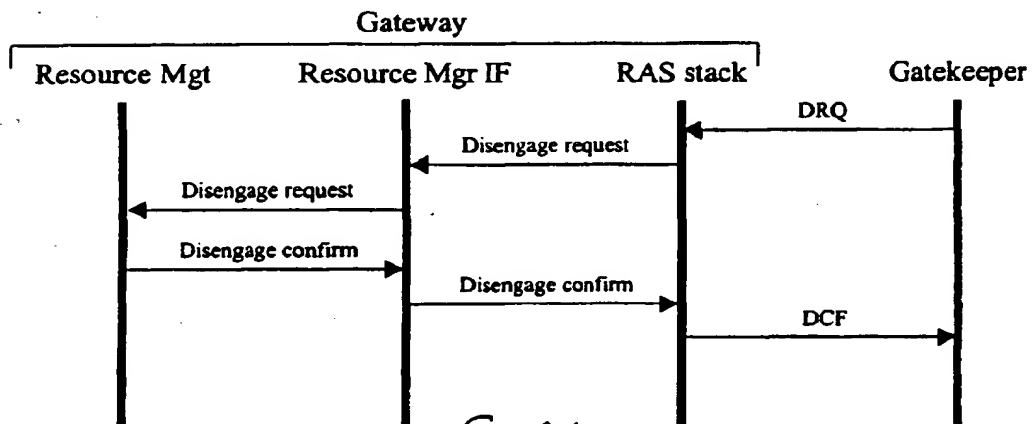 Gateway
Resource Mgt Resource Mgr IF RAS stack Gatekeeper
DRQ
Disengage request
Disengage request
Disengage confirm
Disengage confirm
DCF